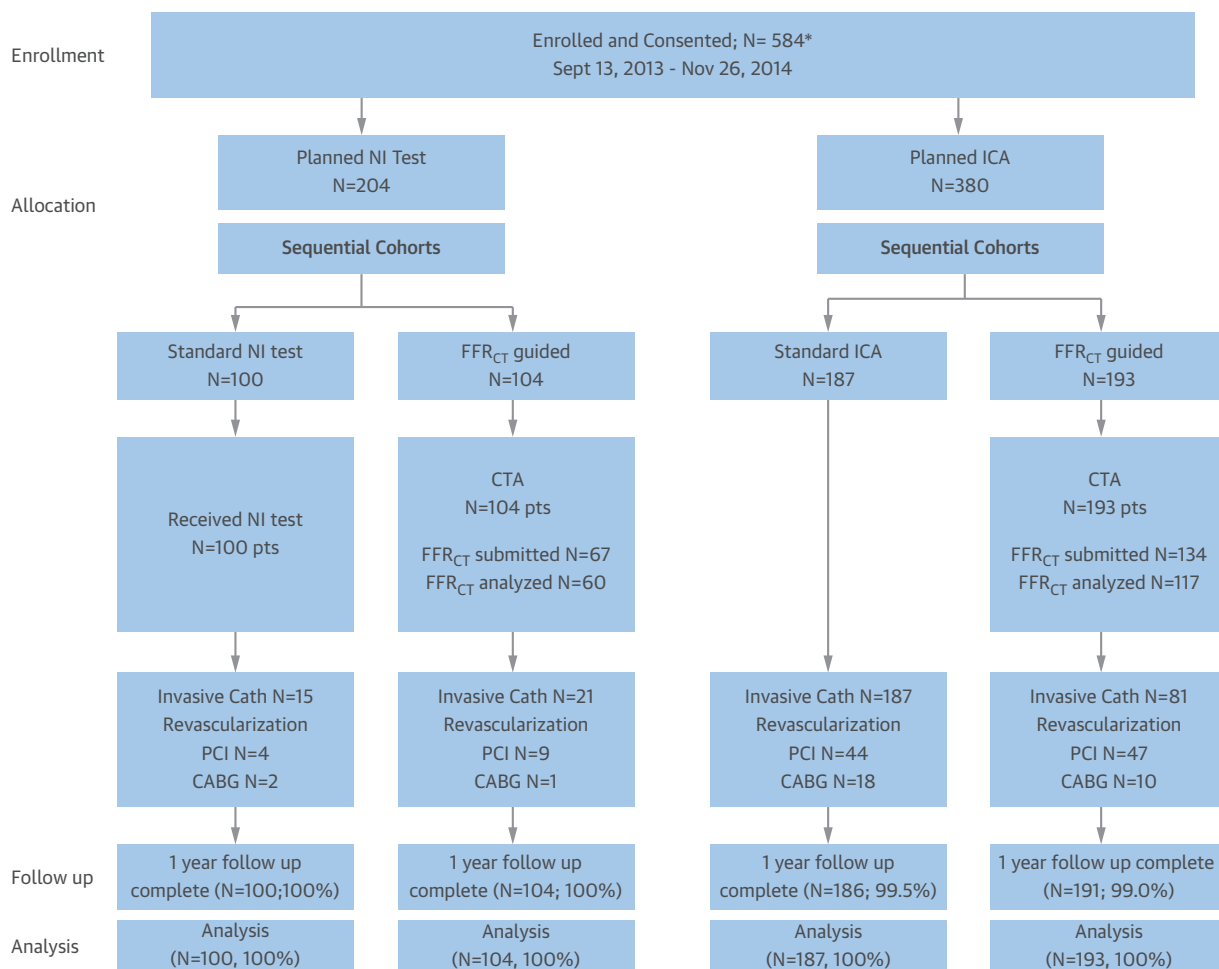 Enrollment
Enrolled and Consented; N= 584*
Sept 13, 2013 - Nov 26, 2014
Allocation
Planned NI Test
N=204
Planned ICA
N=380
Sequential Cohorts
Sequential Cohorts
Standard NI test
N=100
FFRCT guided
N=104
Standard ICA
N=187
FFRCT guided
N=193
Received NI test
N=100 pts
CTA
N=104 pts
FFRCT submitted N=67
FFRCT analyzed N=60
CTA
N=193 pts
FFRCT submitted N=134
FFRCT analyzed N=117
Invasive Cath N=15
Revascularization
PCI N=4
CABG N=2
Invasive Cath N=21
Revascularization
PCI N=9
CABG N=1
Invasive Cath N=187
Revascularization
PCI N=44
CABG N=18
Invasive Cath N=81
Revascularization
PCI N=47
CABG N=10
Follow up
1 year follow up
complete (N=100;100%)
1 year follow up
complete (N=104; 100%)
1 year follow up
complete (N=186; 99.5%)
1 year follow up complete
(N=191; 99.0%)
Analysis
Analysis
(N=100, 100%)
Analysis
(N=104, 100%)
Analysis
(N=187, 100%)
Analysis
(N=193, 100%)